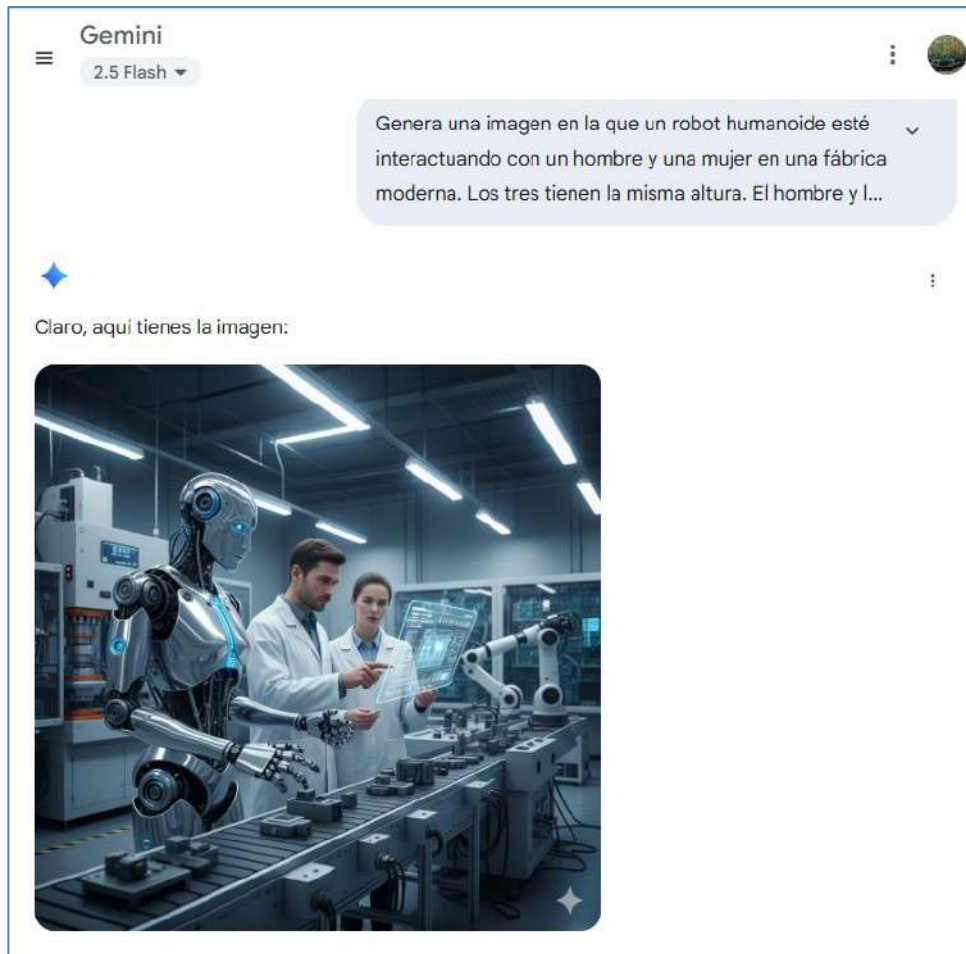 Gemini
2.5 Flash
Genera una imagen en la que un robot humanoide esté
interactuando con un hombre y una mujer en una fábrica
moderna. Los tres tienen la misma altura. El hombre y l...
Claro, aquí tienes la imagen: